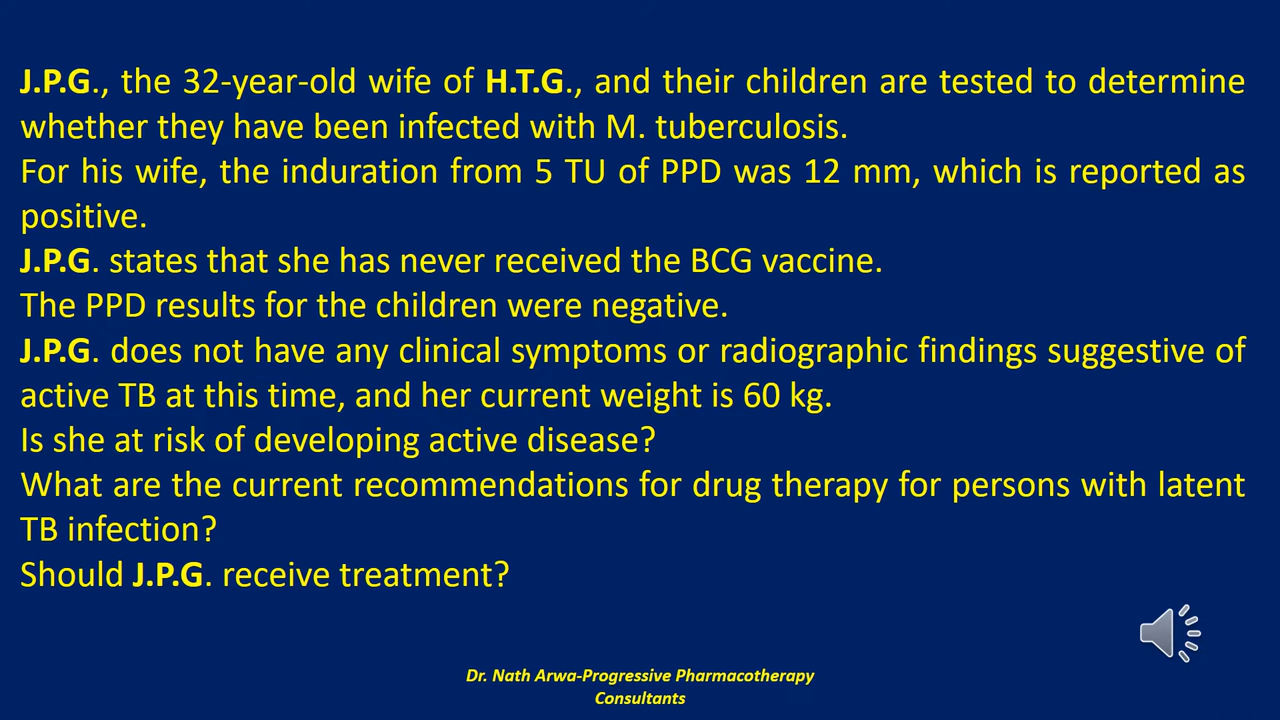 J.P.G., the 32-year-old wife of H.T.G., and their children are tested to determine
whether they have been infected with M. tuberculosis.
For his wife, the induration from 5 TU of PPD was 12 mm, which is reported as
positive.
J.P.G. states that she has never received the BCG vaccine.
The PPD results for the children were negative.
J.P.G. does not have any clinical symptoms or radiographic findings suggestive of
active TB at this time, and her current weight is 60 kg.
Is she at risk of developing active disease?
What are the current recommendations for drug therapy for persons with latent
TB infection?
Should J.P.G. receive treatment?
Dr. Nath Arwa-Progressive Pharmacotherapy
Consultants